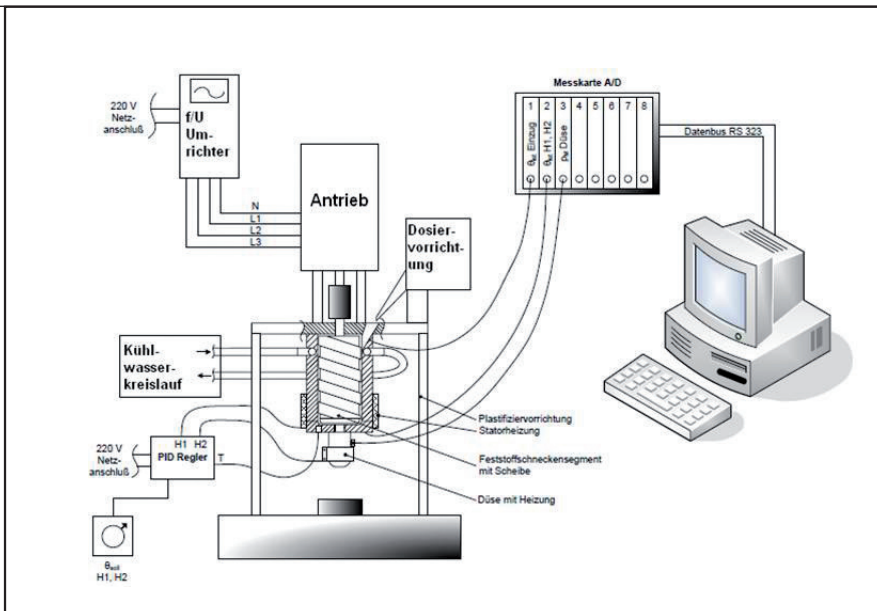 Messkarte A/D
220 V
Netz-
anschluß
f/U
Um-
richter
1 2 3 4 5 6 7 8
θM Einzug
θM H1, H2
pM Düse
Datenbus RS 323
N
L1
L2
L3
Antrieb
Dosier-
vorricht-
ung
Kühl-
wasser-
kreislauf
Plastifiziervorrichtung
Statorheizung
H1 H2
220 V
Netz-
anschluß
PID Regler
T
Feststoffschneckensegment
mit Scheibe
Düse mit Heizung
θsoll
H1, H2